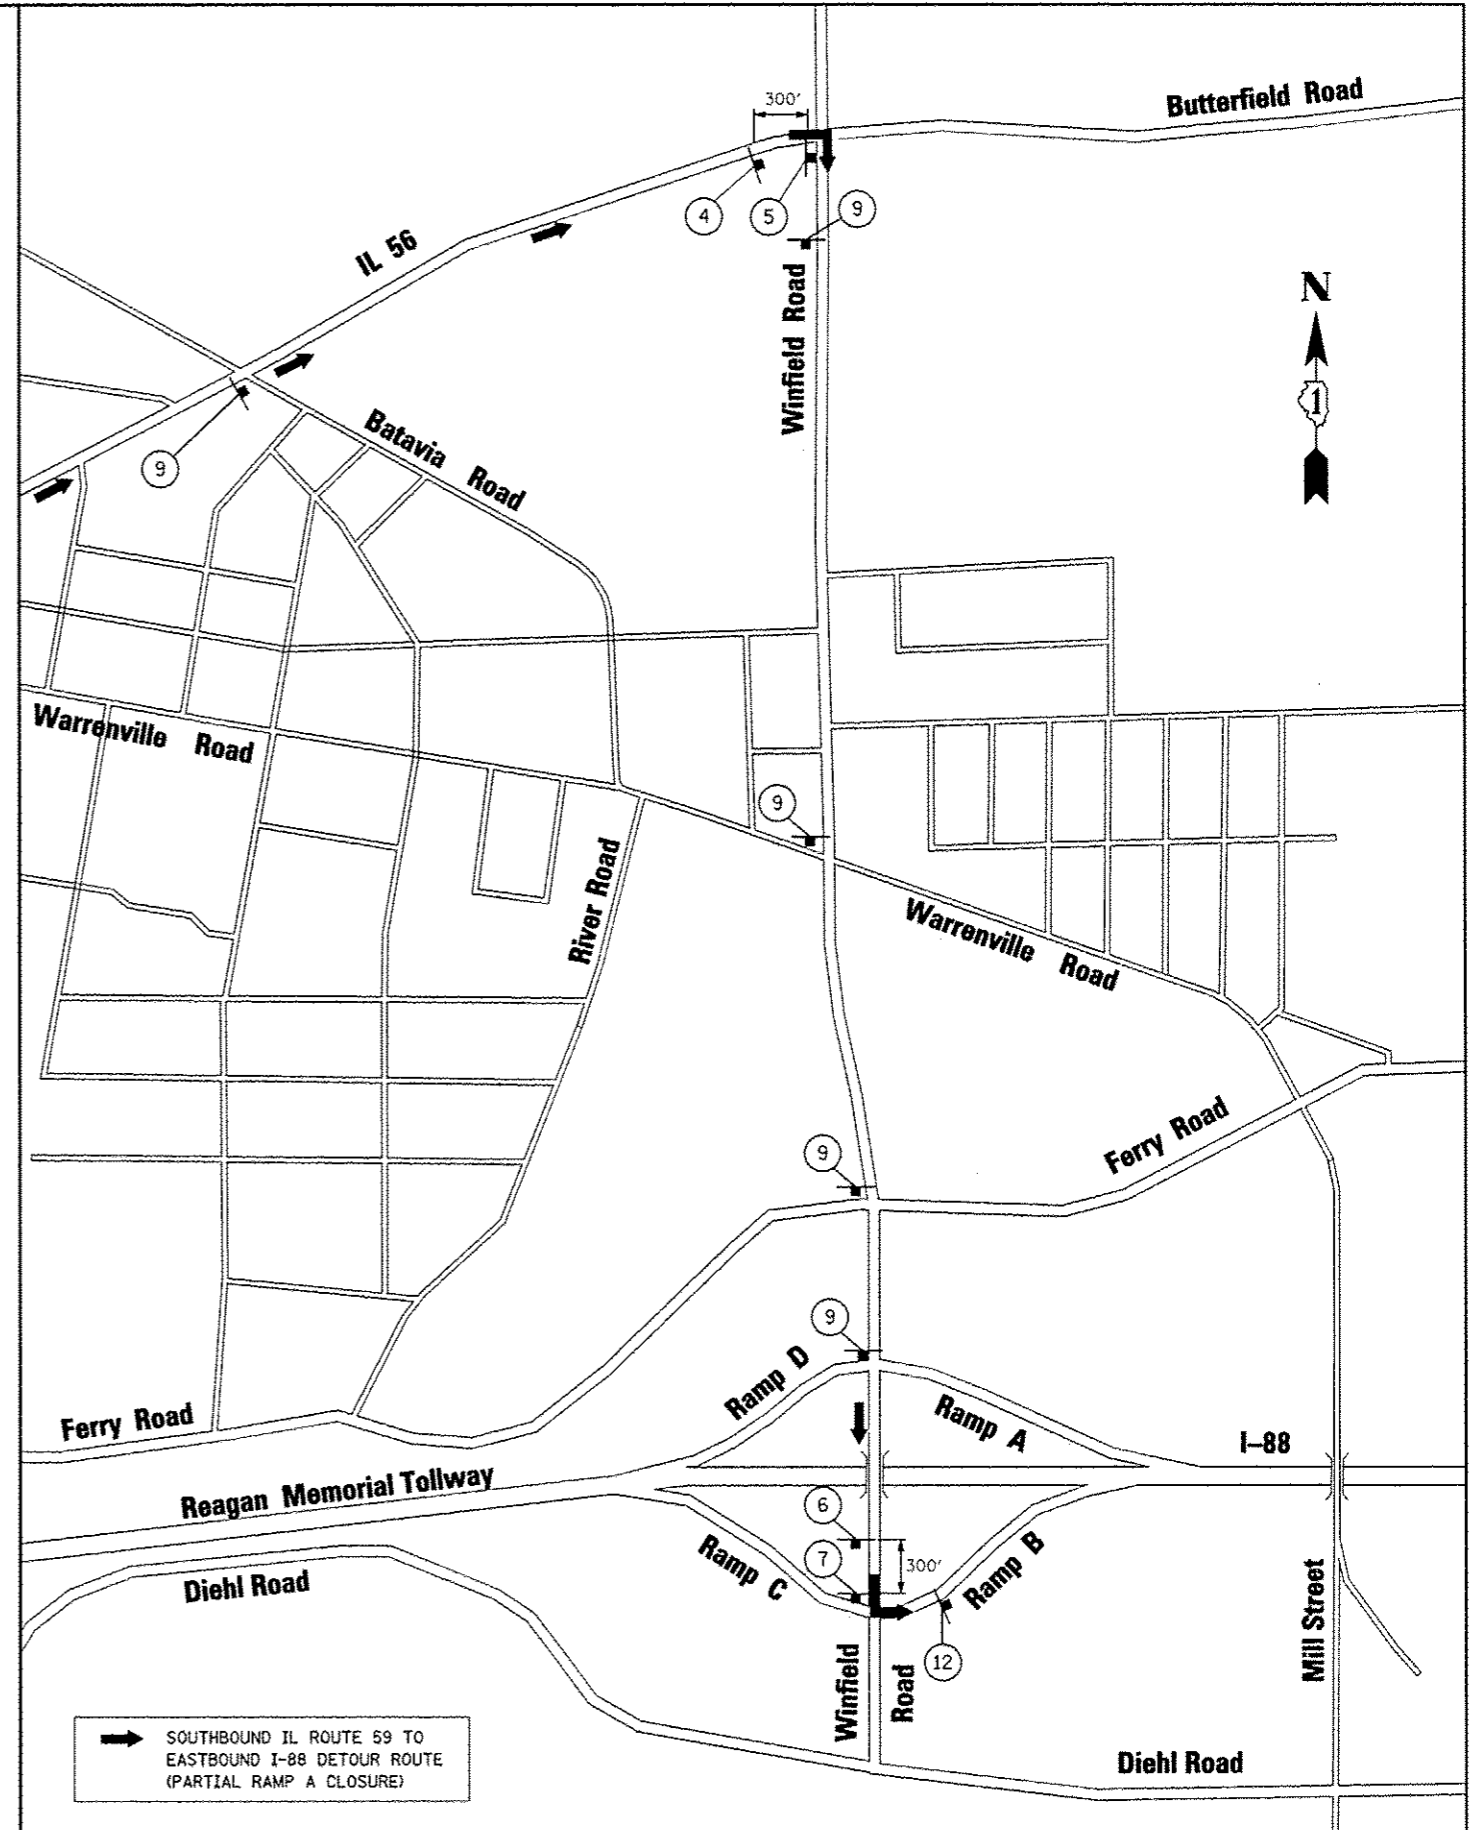 300'
Butterfield Road
4
5
9
IL 56
N
Winfield Road
1
Batavia Road
9
Warrenville Road
9
River Road
Warrenville Road
9
Ferry Road
9
Ramp D
Ramp A
Ferry Road
I-88
Reagan Memorial Tollway
6
7
300'
Ramp C
Ramp B
Diehl Road
12
Mill Street
Winfield Road
SOUTHBOUND IL ROUTE 59 TO
EASTBOUND I-88 DETOUR ROUTE
(PARTIAL RAMP A CLOSURE)
Diehl Road